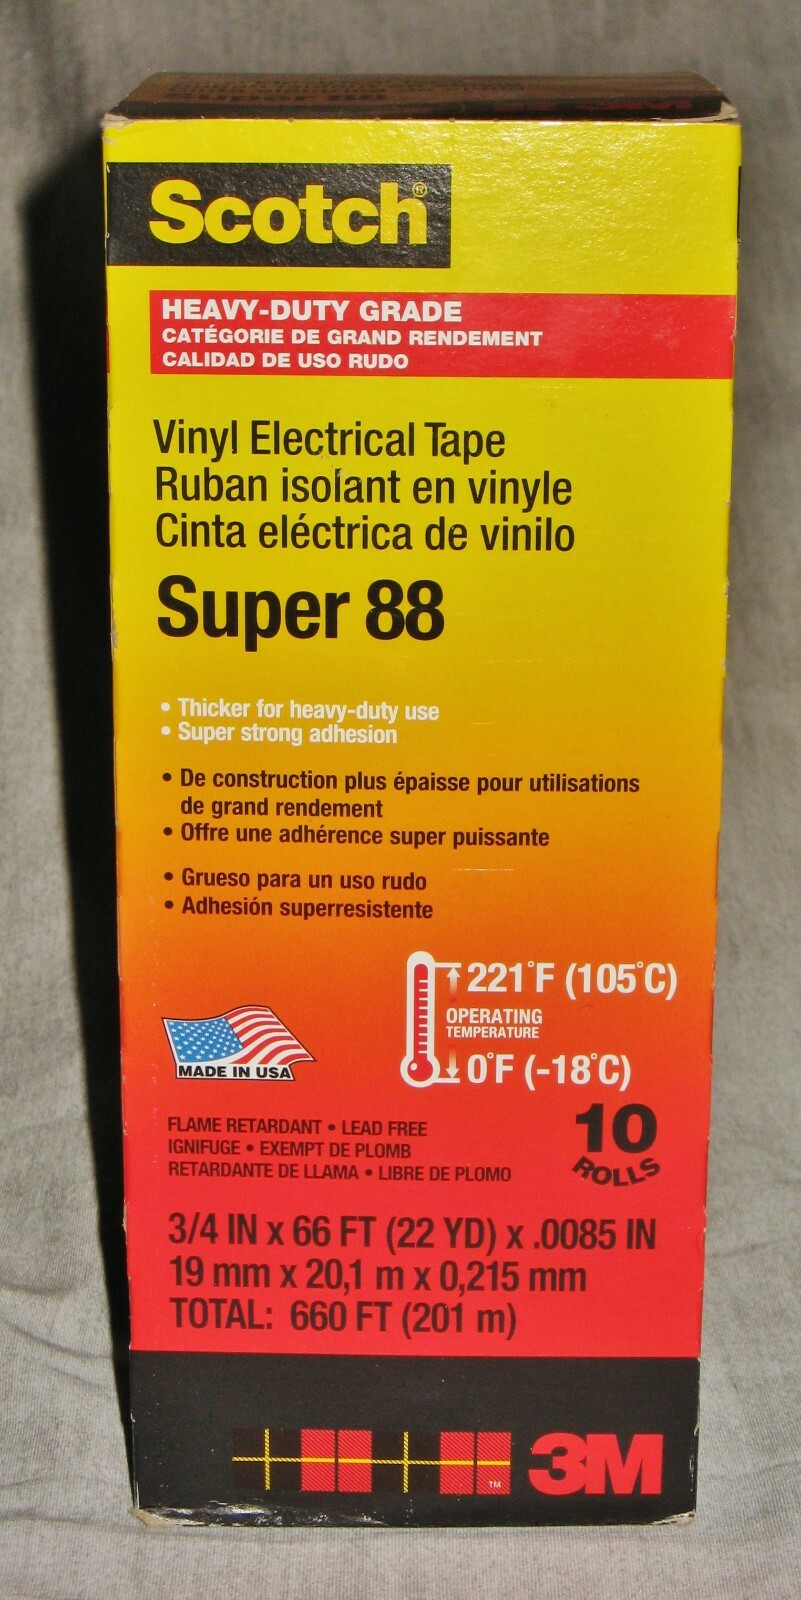 Super 88
3M
Scotch®
HEAVY-DUTY GRADE
CATÉGORIE DE GRAND RENDEMENT
CALIDAD DE USO RUDO
Vinyl Electrical Tape
Ruban isolant en vinyle
Cinta eléctrica de vinilo
Super 88
• Thicker for heavy-duty use
• Super strong adhesion
• De construction plus épaisse pour utilisations
de grand rendement
• Offre une adhérence super puissante
• Grueso para un uso rudo
• Adhesión superresistente
221°F (105°C)
OPERATING
TEMPERATURE
0°F (-18°C)
MADE IN USA
FLAME RETARDANT • LEAD FREE
IGNIFUGE • EXEMPT DE PLOMB
RETARDANTE DE LLAMA • LIBRE DE PLOMO
10
ROLLS
3/4 IN x 66 FT (22 YD) x .0085 IN
19 mm x 20,1 m x 0,215 mm
TOTAL: 660 FT (201 m)
TM
3M